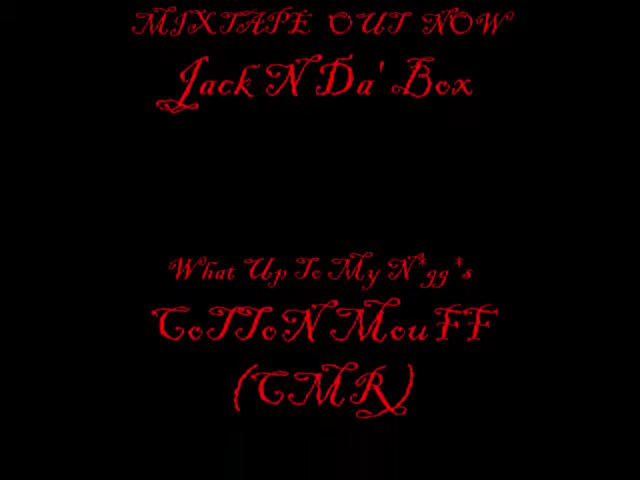 MIXTAPE OUT NOW
Jack N Da' Box
What Up To My N*gg*s
CoTToN MouFF
(CMR)